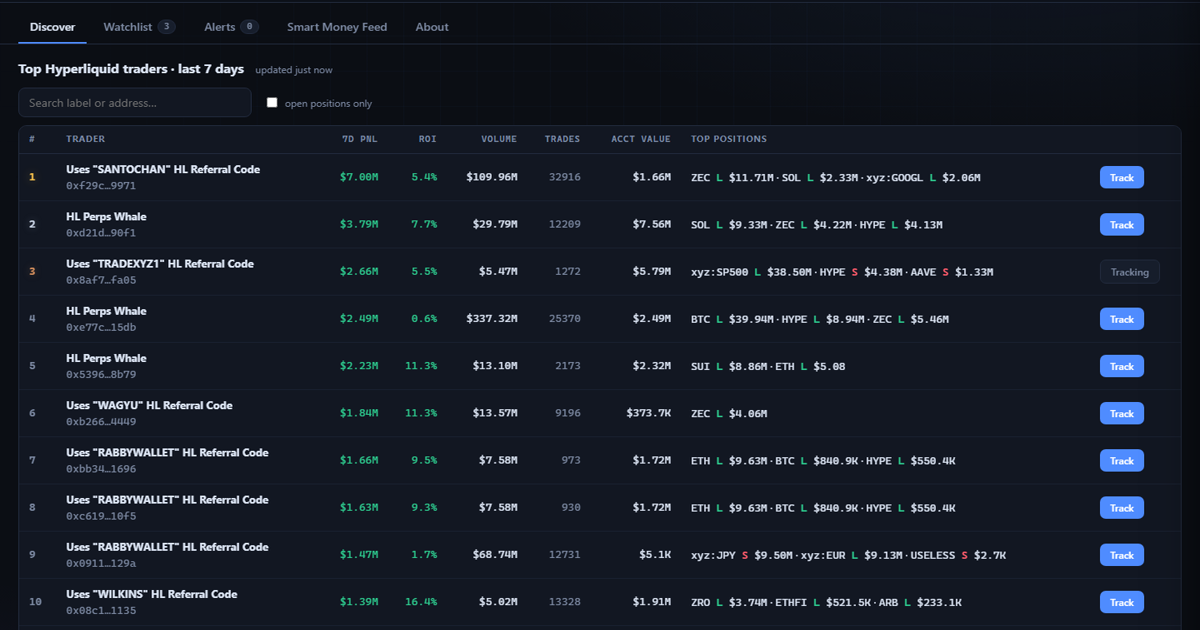 Discover Watchlist 3 Alerts 0 Smart Money Feed About
Top Hyperliquid traders · last 7 days updated just now
Search label or address... open positions only
# TRADER 7D PNL ROI VOLUME TRADES ACCT VALUE TOP POSITIONS
Uses "SANTOCHAN" HL Referral Code
1 $7.00M 5.4% $109.96M 32916 $1.66M ZEC L $11.71M·SOL L $2.33M·xyz:GOOGL L $2.06M Track
0xf29c…9971
HL Perps Whale
2 $3.79M 7.7% $29.79M 12209 $7.56M SOL L $9.33M·ZEC L $4.22M·HYPE L $4.13M Track
0xd21d…90f1
Uses "TRADEXYZ1" HL Referral Code
3 $2.66M 5.5% $5.47M 1272 $5.79M xyz:SP500 L $38.50M·HYPE S $4.38M·AAVE S $1.33M Tracking
0x8af7…fa05
HL Perps Whale
4 $2.49M 0.6% $337.32M 25370 $2.49M BTC L $39.94M·HYPE L $8.94M·ZEC L $5.46M Track
0xe77c…15db
HL Perps Whale
5 $2.23M 11.3% $13.10M 2173 $2.32M SUI L $8.86M·ETH L $5.08 Track
0x5396…8b79
Uses "WAGYU" HL Referral Code
6 $1.84M 11.3% $13.57M 9196 $373.7K ZEC L $4.06M Track
0xb266…4449
Uses "RABBYWALLET" HL Referral Code
7 $1.66M 9.5% $7.58M 973 $1.72M ETH L $9.63M·BTC L $840.9K·HYPE L $550.4K Track
0xbb34…1696
Uses "RABBYWALLET" HL Referral Code
8 $1.63M 9.3% $7.58M 930 $1.72M ETH L $9.63M·BTC L $840.9K·HYPE L $550.4K Track
0xc619…10f5
Uses "RABBYWALLET" HL Referral Code
9 $1.47M 1.7% $68.74M 12731 $5.1K xyz:JPY S $9.50M·xyz:EUR L $9.13M·USELESS S $2.7K Track
0x0911…129a
Uses "WILKINS" HL Referral Code
10 $1.39M 16.4% $5.02M 13328 $1.91M ZRO L $3.74M·ETHFI L $521.5K·ARB L $233.1K Track
0x08c1…1135